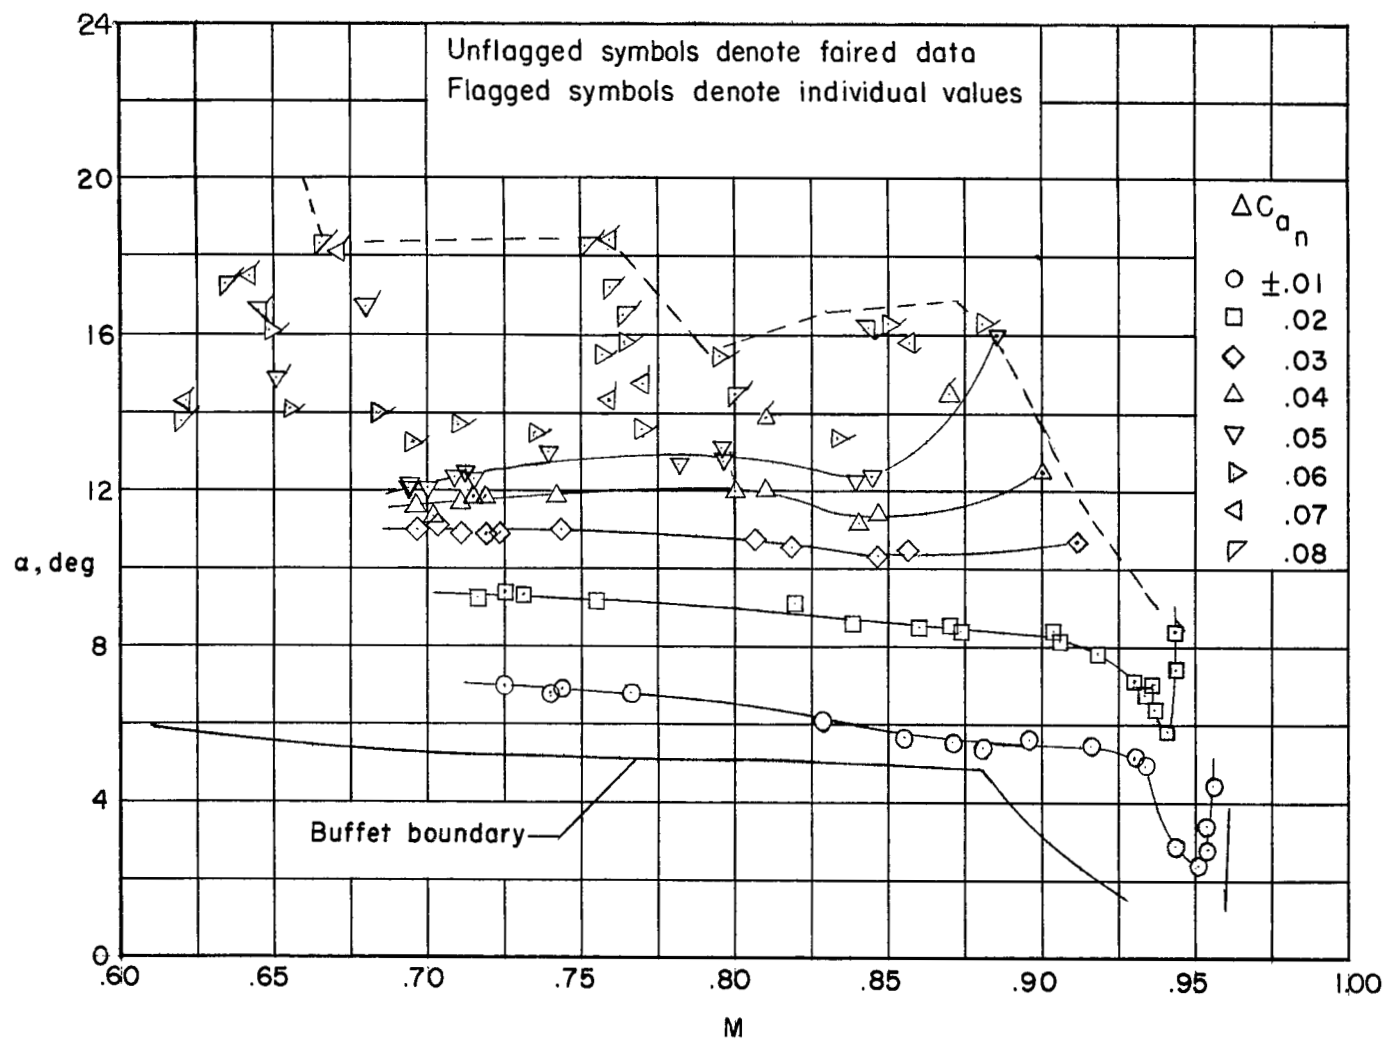 24
Unflagged symbols denote faired data
Flagged symbols denote individual values
20
ΔC
a
n
±.01
.02
16
.03
.04
.05
.06
12
.07
.08
α, deg
8
4
Buffet boundary
0
.60 .65 .70 .75 .80 .85 .90 .95 1.00
M